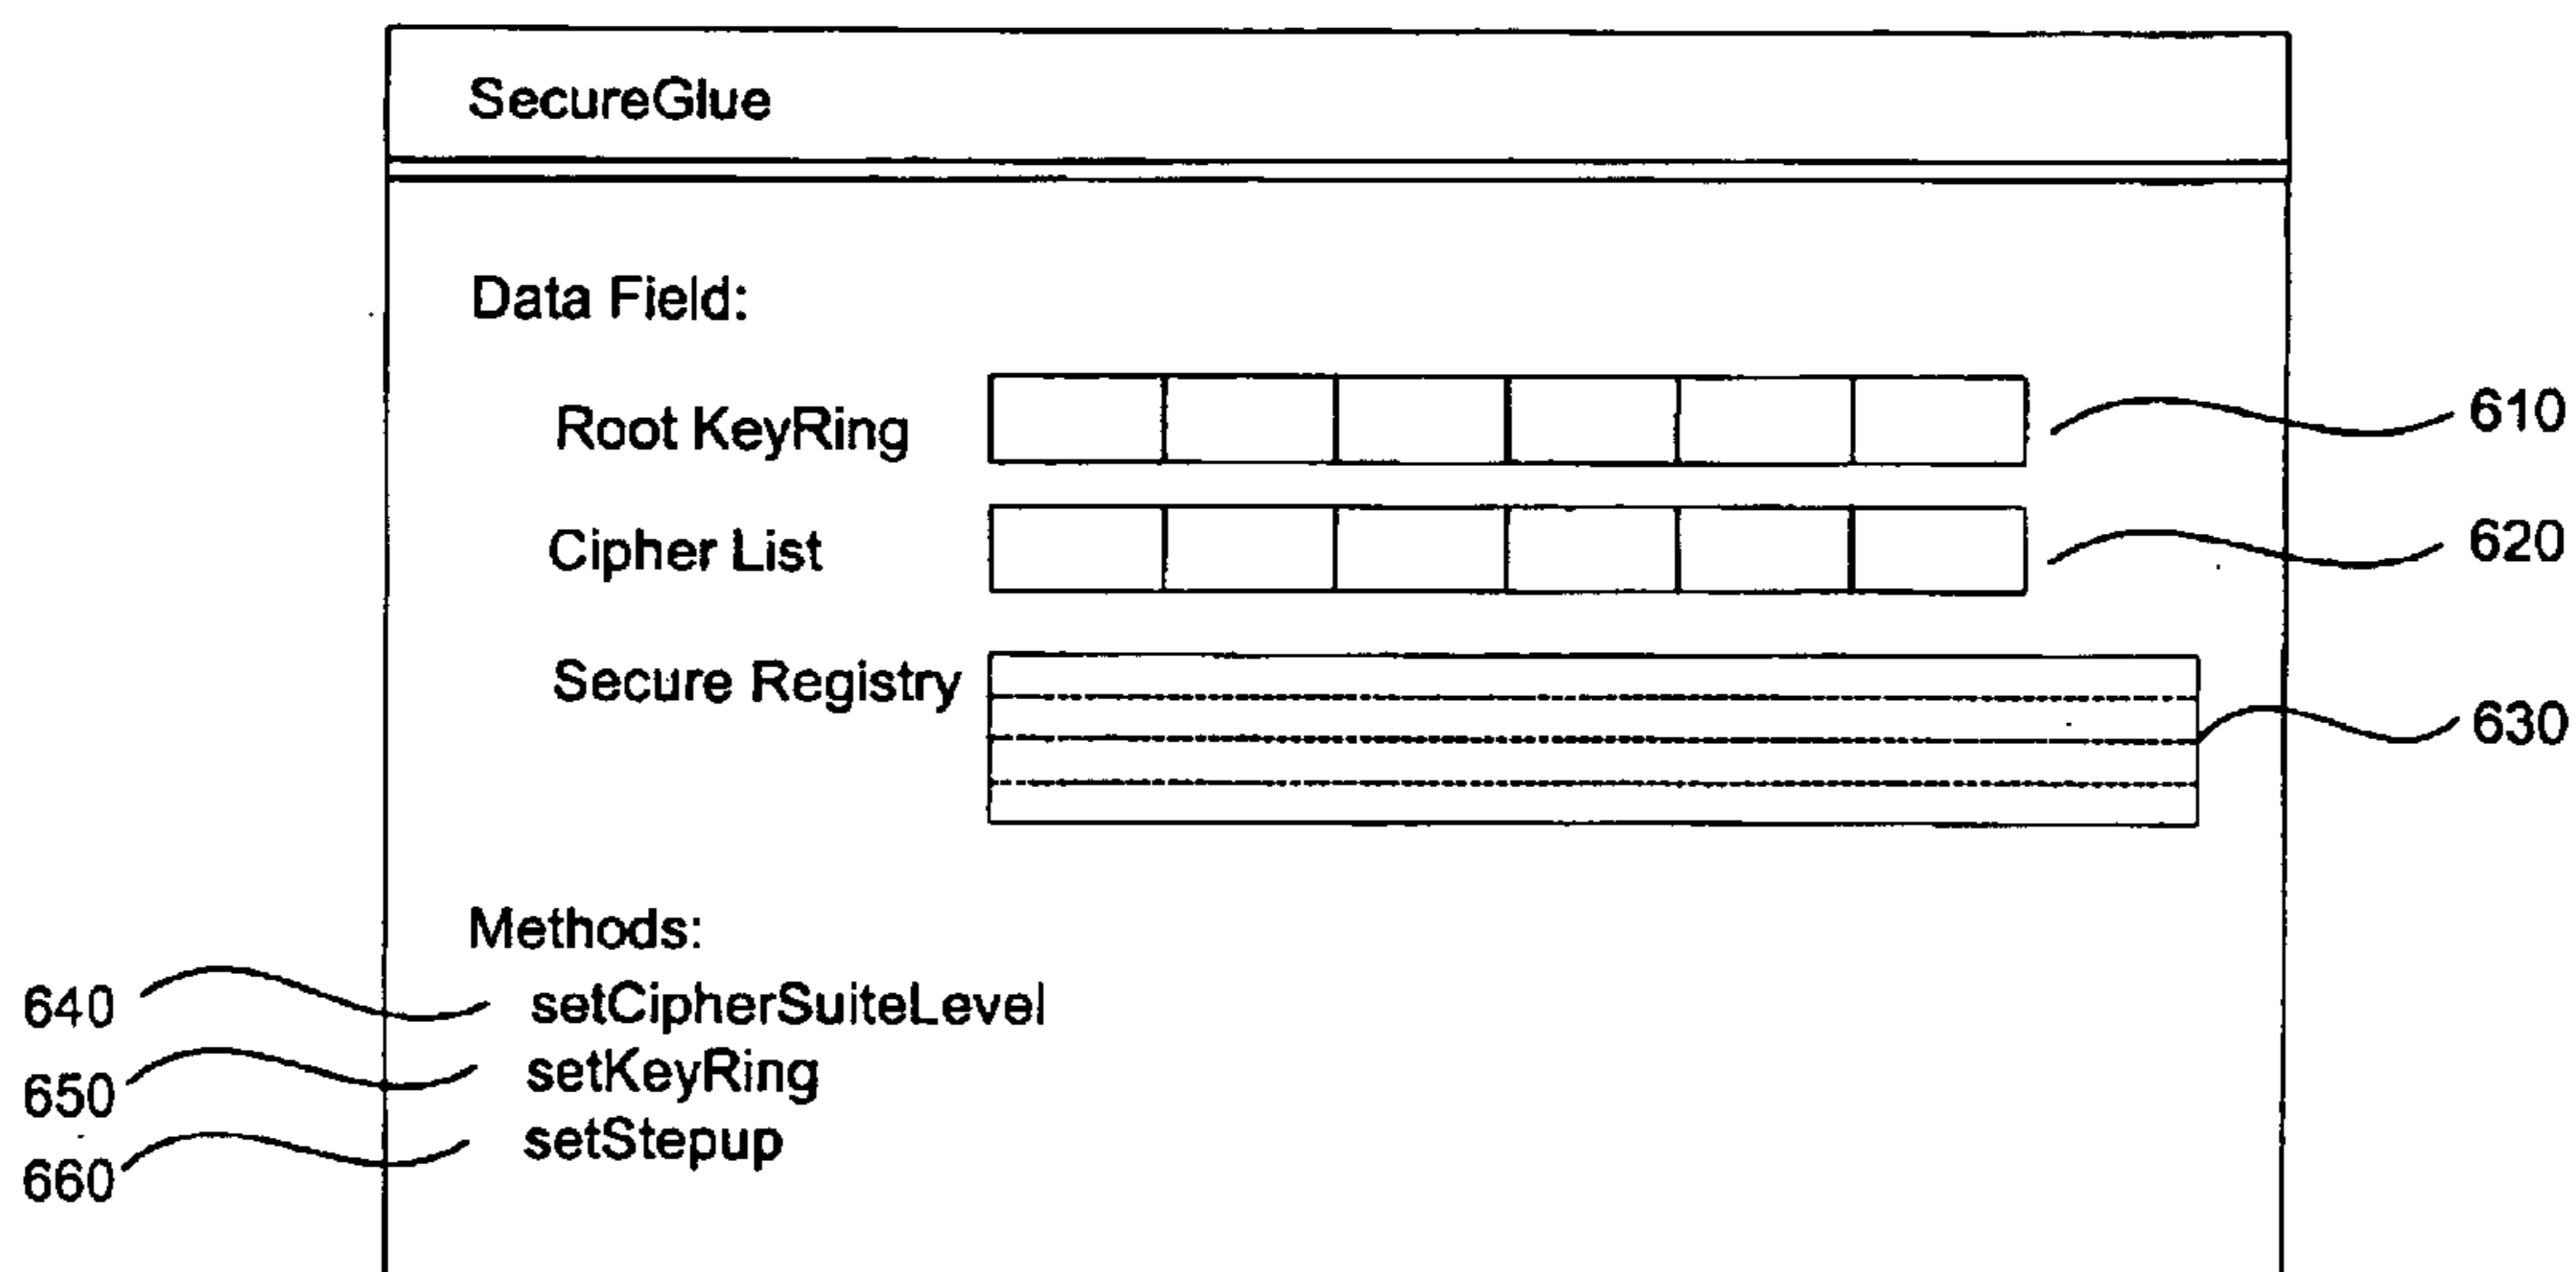 SecureGlue
Data Field:
Root KeyRing 610
Cipher List 620
Secure Registry 630
Methods:
640 setCipherSuiteLevel
650 setKeyRing
660 setStepup